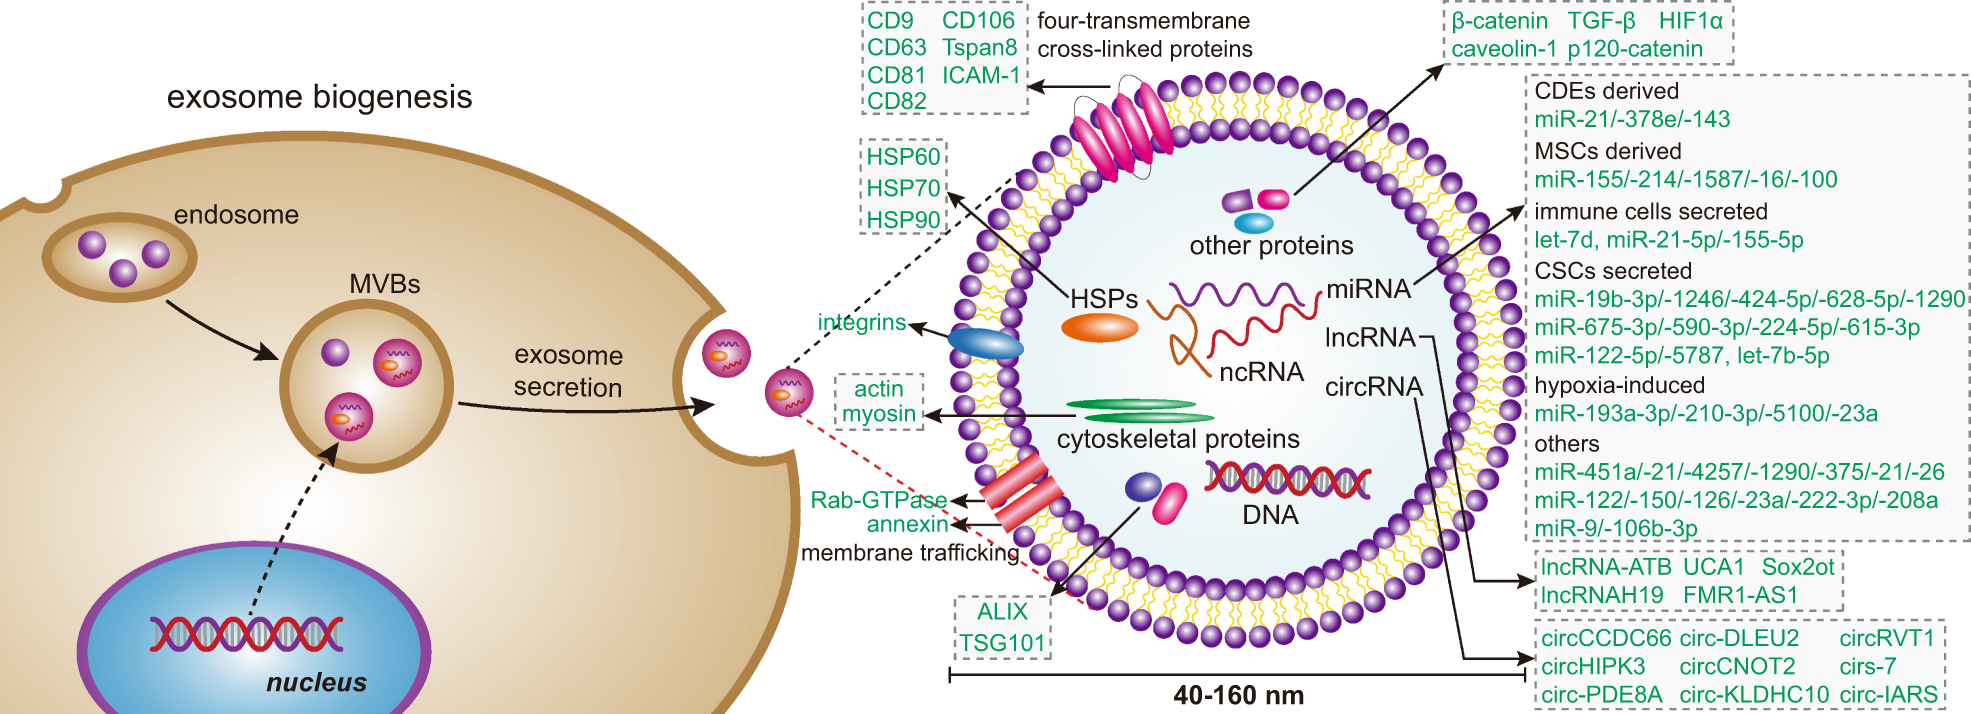 exosome biogenesis
endosome
MVBs
exosome
secretion
nucleus
CD9 CD106
CD63 Tspan8
CD81 ICAM-1
CD82
four-transmembrane
cross-linked proteins
HSP60
HSP70
HSP90
integrins
actin
myosin
Rab-GTPase
annexin
membrane trafficking
ALIX
TSG101
other proteins
HSPs
ncRNA
miRNA
lncRNA
circRNA
cytoskeletal proteins
DNA
40-160 nm
β-catenin TGF-β HIF1α
caveolin-1 p120-catenin
CDEs derived
miR-21/-378e/-143
MSCs derived
miR-155/-214/-1587/-16/-100
immune cells secreted
let-7d, miR-21-5p/-155-5p
CSCs secreted
miR-19b-3p/-1246/-424-5p/-628-5p/-1290
miR-675-3p/-590-3p/-224-5p/-615-3p
miR-122-5p/-5787, let-7b-5p
hypoxia-induced
miR-193a-3p/-210-3p/-5100/-23a
others
miR-451a/-21/-4257/-1290/-375/-21/-26
miR-122/-150/-126/-23a/-222-3p/-208a
miR-9/-106b-3p
lncRNA-ATB UCA1 Sox2ot
lncRNAH19 FMR1-AS1
circCCDC66 circ-DLEU2 circRVT1
circHIPK3 circCNOT2 cirs-7
circ-PDE8A circ-KLDHC10 circ-IARS